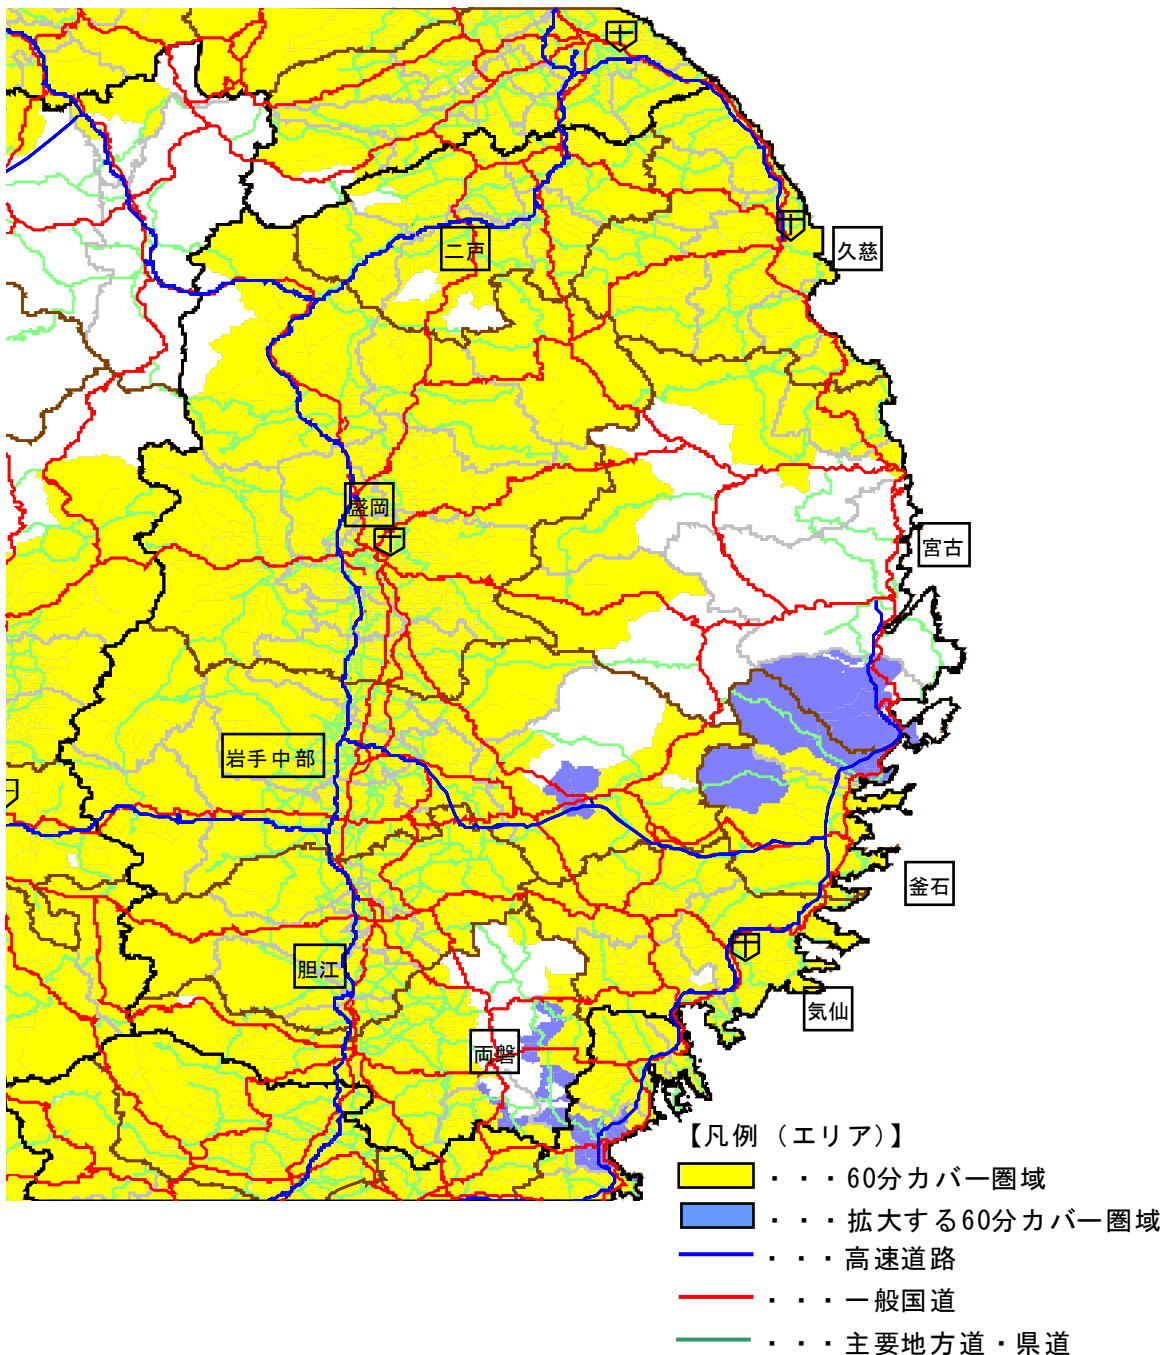 二戸
久慈
盛岡
宮古
岩手中部
釜石
胆江
気仙
両磐
【凡例（エリア）】
・・・60分カバー圏域
・・・拡大する60分カバー圏域
・・・高速道路
・・・一般国道
・・・主要地方道・県道